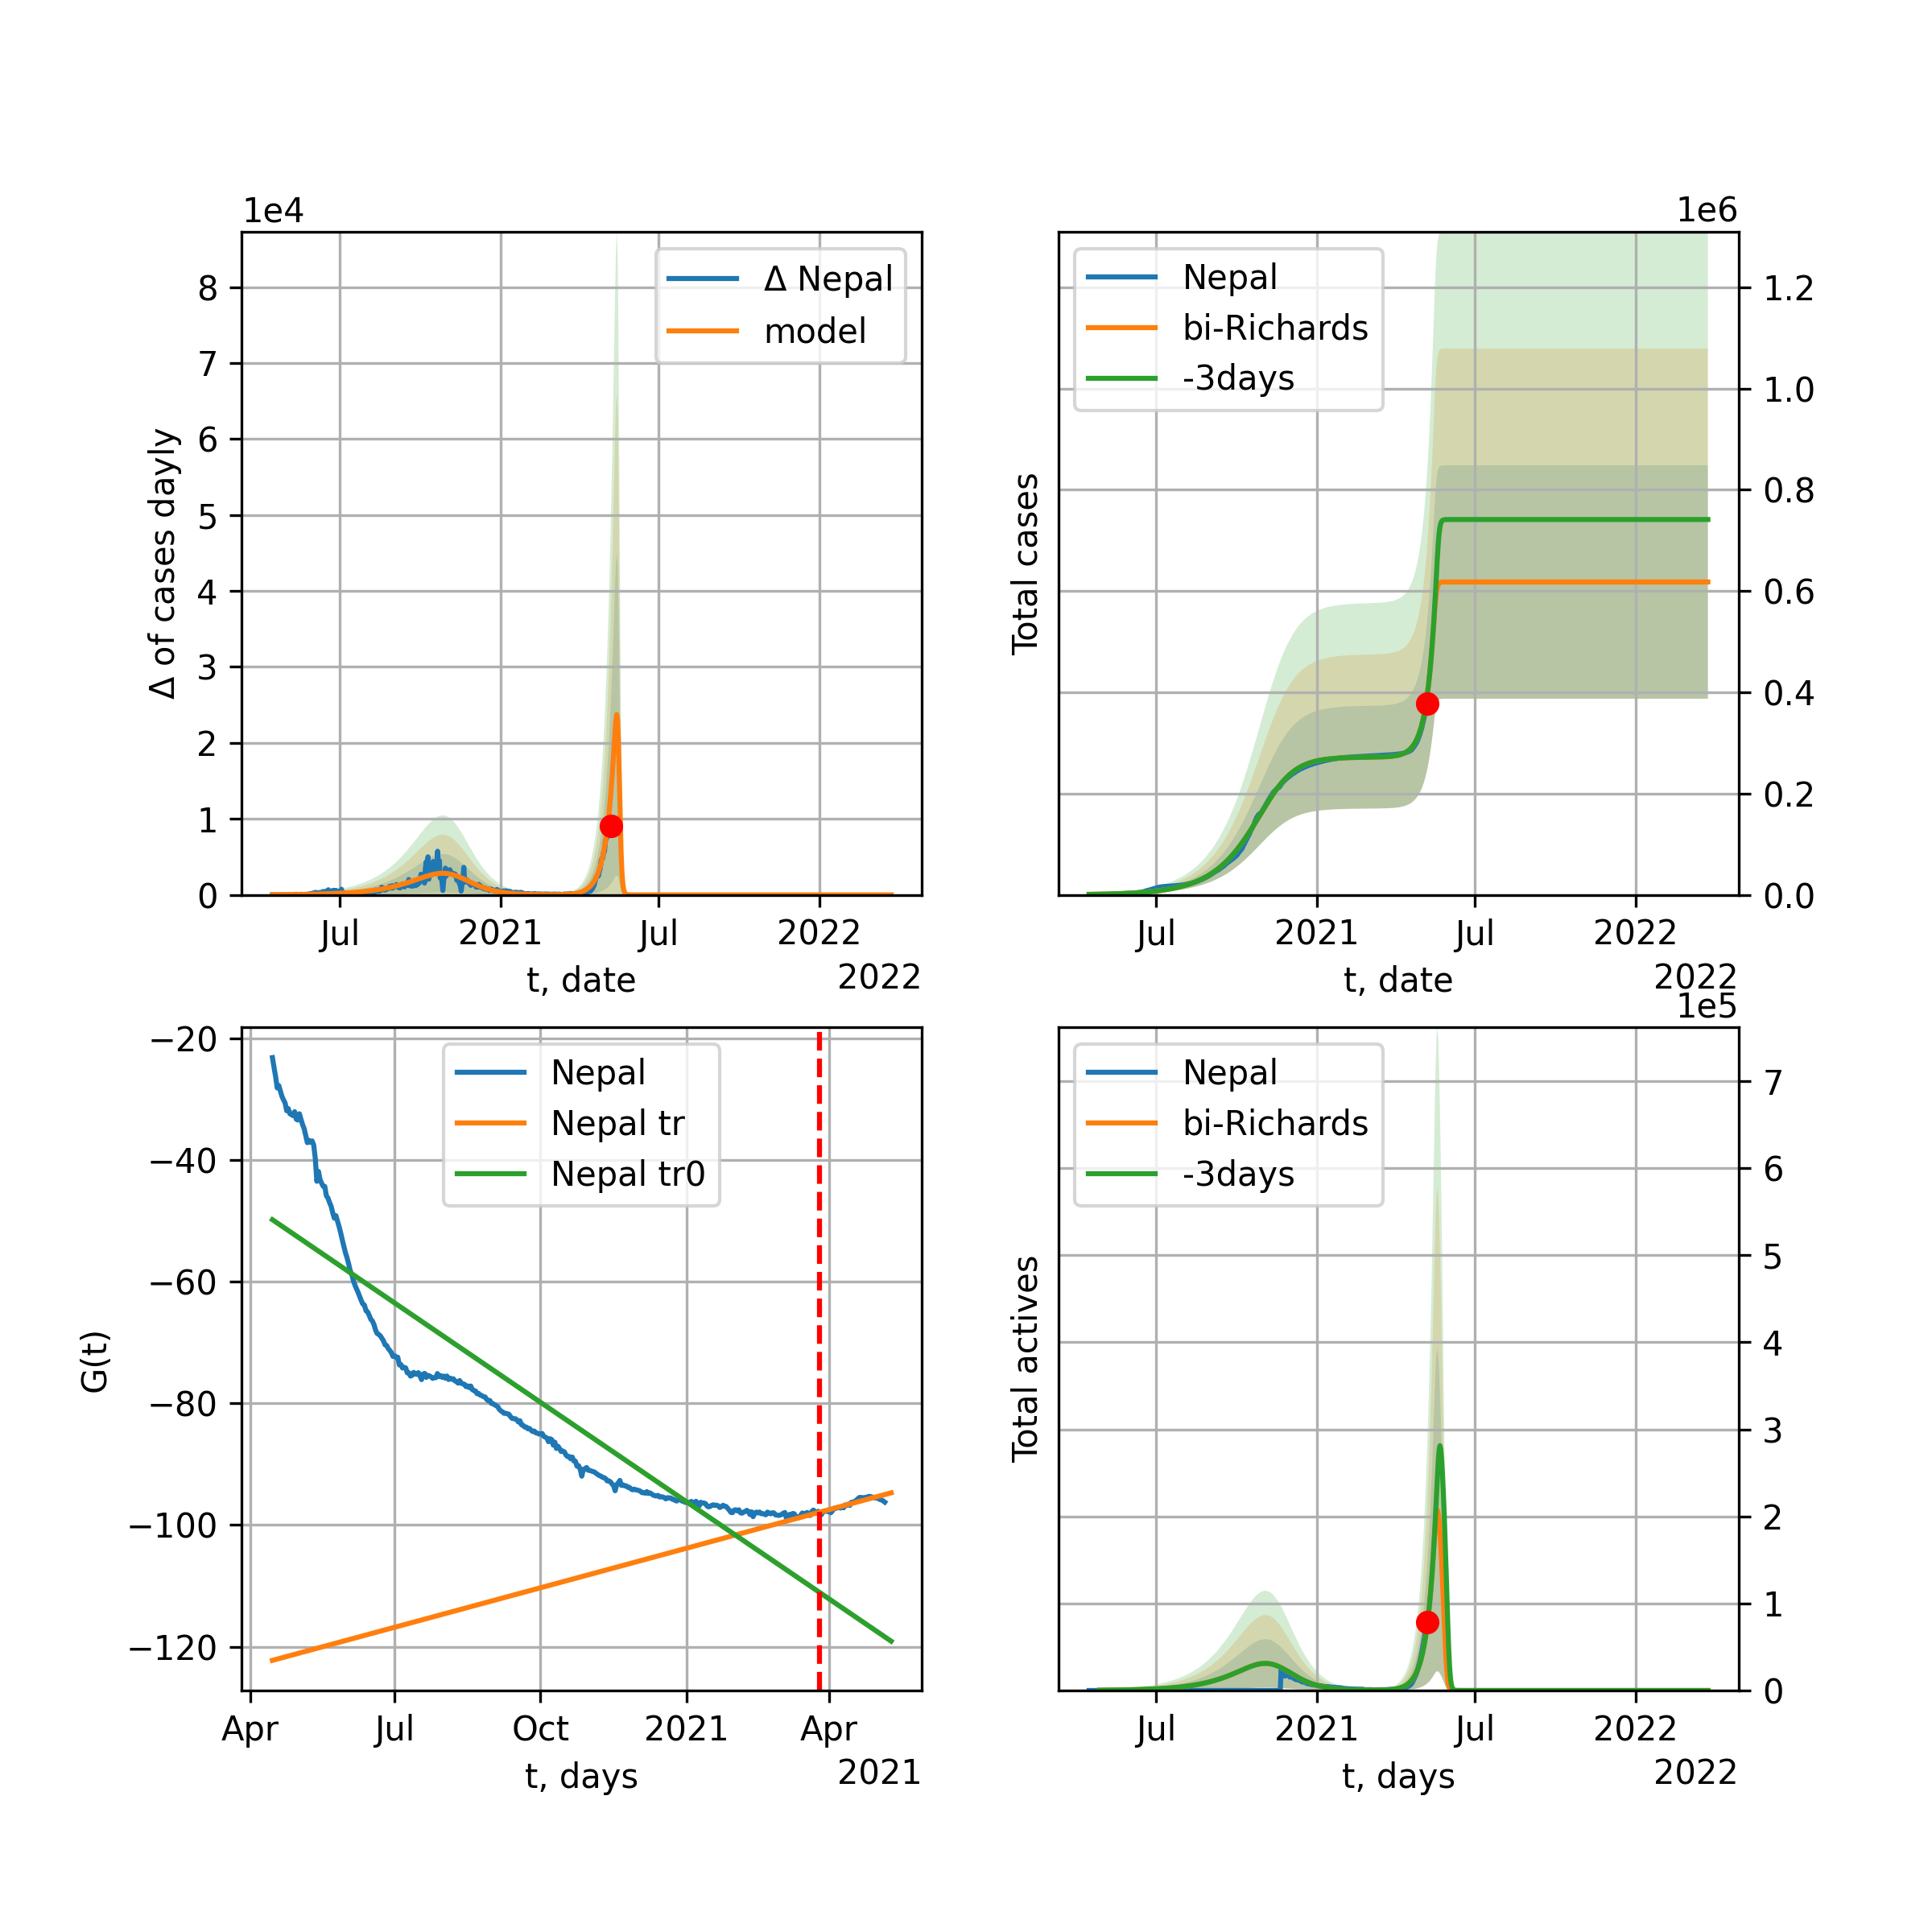 1e4
Δ of cases dayly
8
7
6
5
4
3
2
1
0
Δ Nepal
model
Jul
2021
Jul
2022
t, date
2022
1e6
Total cases
Nepal
bi-Richards
-3days
1.2
1.0
0.8
0.6
0.4
0.2
0.0
Jul
2021
Jul
2022
t, date
2022
G(t)
−20
−40
−60
−80
−100
−120
Nepal
Nepal tr
Nepal tr0
Apr
Jul
Oct
2021
Apr
t, days
2021
1e5
Total actives
Nepal
bi-Richards
-3days
7
6
5
4
3
2
1
0
Jul
2021
Jul
2022
t, days
2022